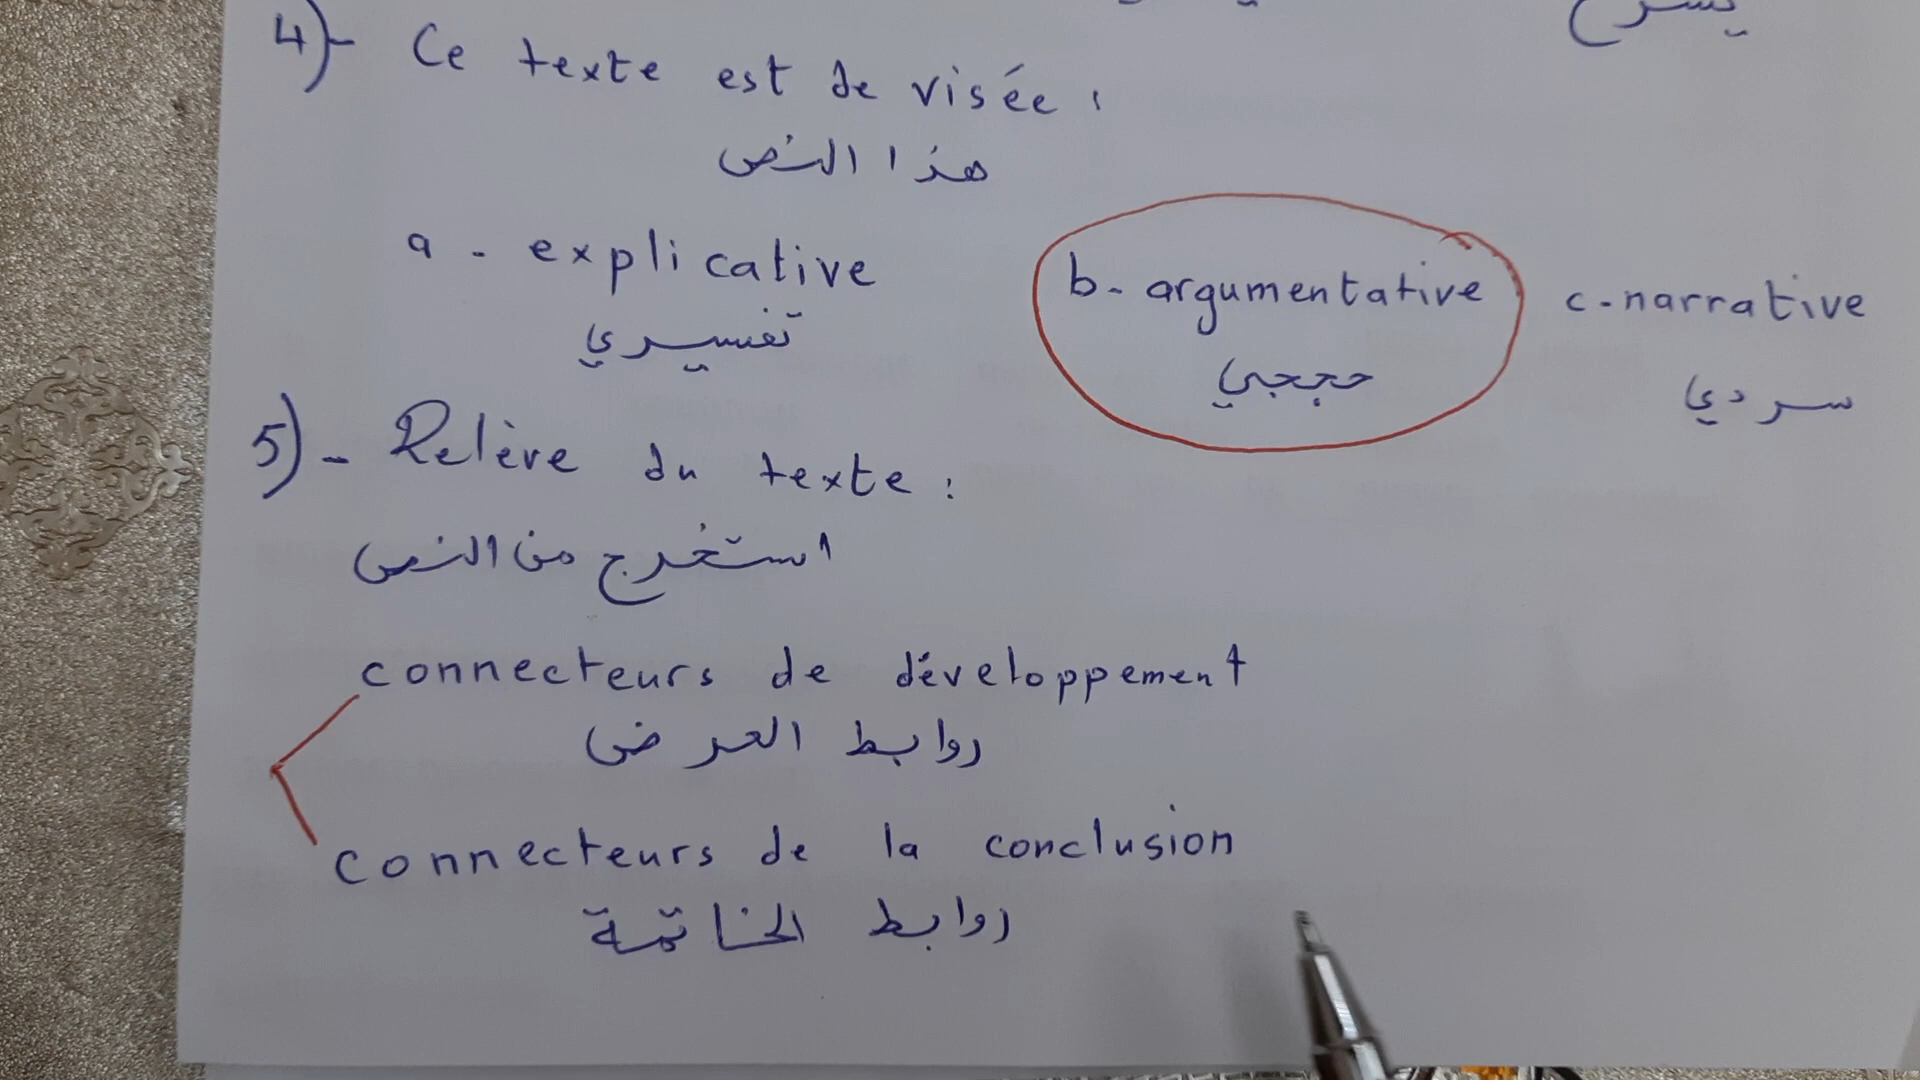 يشرح
4)- Ce texte est de visée :
هذا النص
a - explicative b- argumentative c - narrative
تفسيري حججي سردي
5)- Relève du texte :
استخرج من النص
connecteurs de développement
روابط العرض
connecteurs de la conclusion
روابط الخاتمة